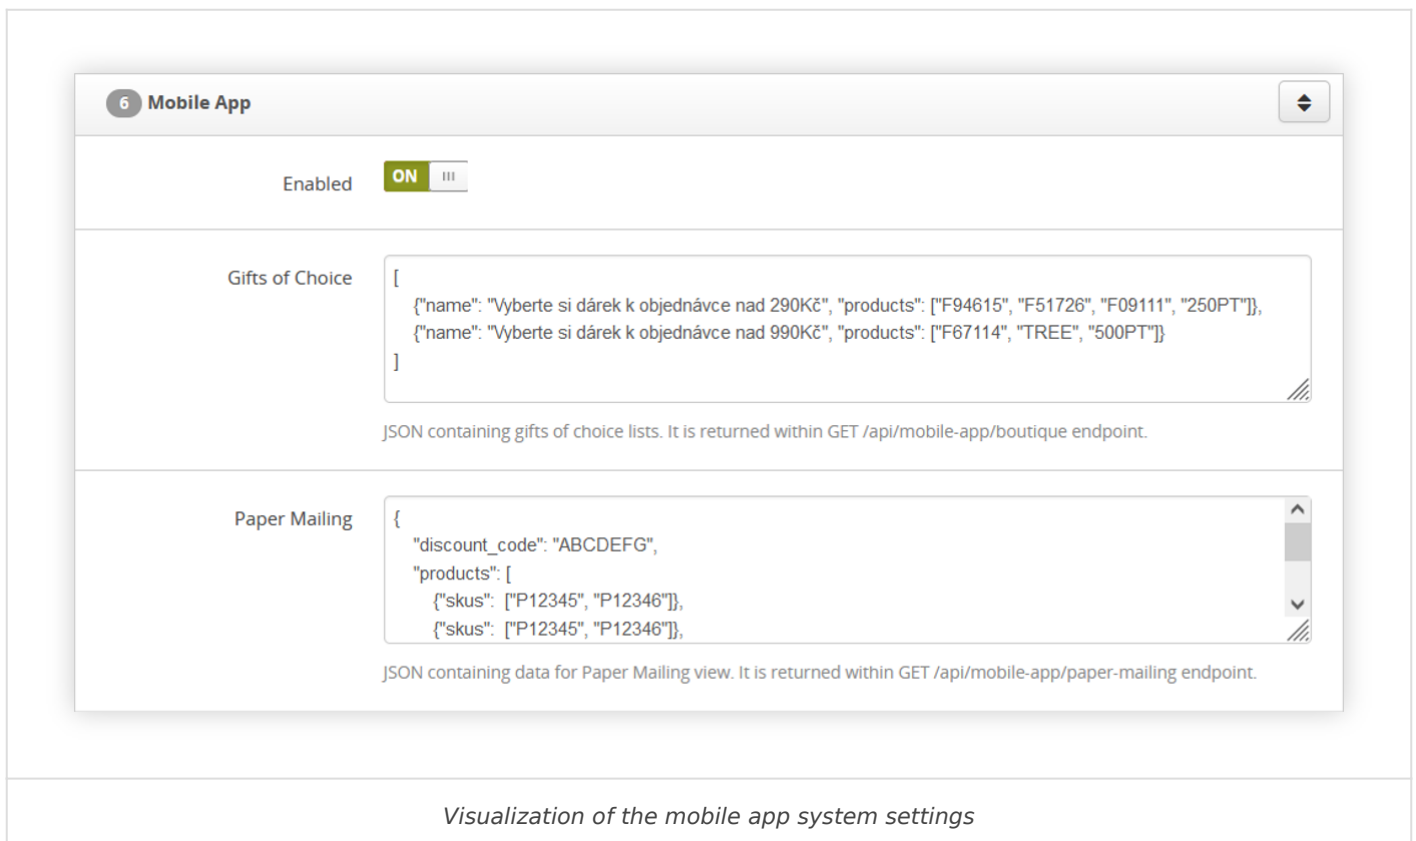 6 Mobile App
Enabled
ON
Gifts of Choice
[
{"name": "Vyberte si dárek k objednávce nad 290Kč", "products": ["F94615", "F51726", "F09111", "250PT"]},
{"name": "Vyberte si dárek k objednávce nad 990Kč", "products": ["F67114", "TREE", "500PT"]}
]
JSON containing gifts of choice lists. It is returned within GET /api/mobile-app/boutique endpoint.
Paper Mailing
{
"discount_code": "ABCDEFG",
"products": [
{"skus":  ["P12345", "P12346"]},
{"skus":  ["P12345", "P12346"]},
JSON containing data for Paper Mailing view. It is returned within GET /api/mobile-app/paper-mailing endpoint.
Visualization of the mobile app system settings